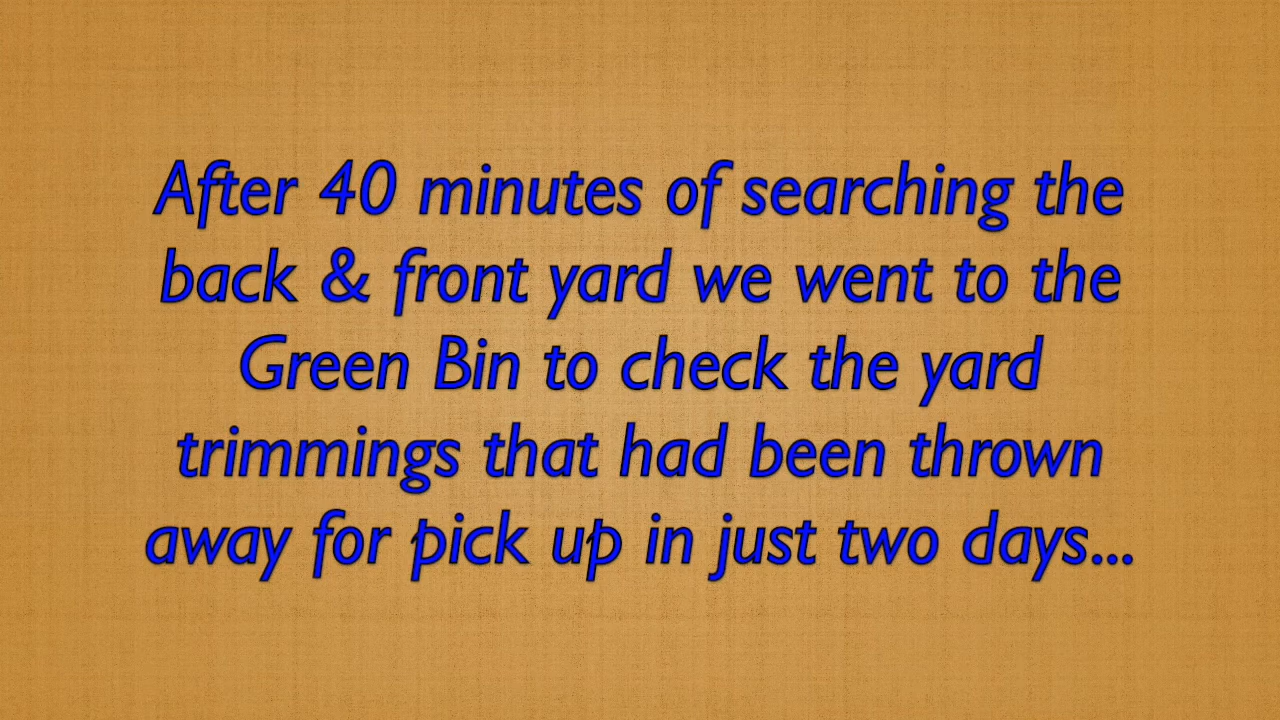 After 40 minutes of searching the
back & front yard we went to the
Green Bin to check the yard
trimmings that had been thrown
away for pick up in just two days...